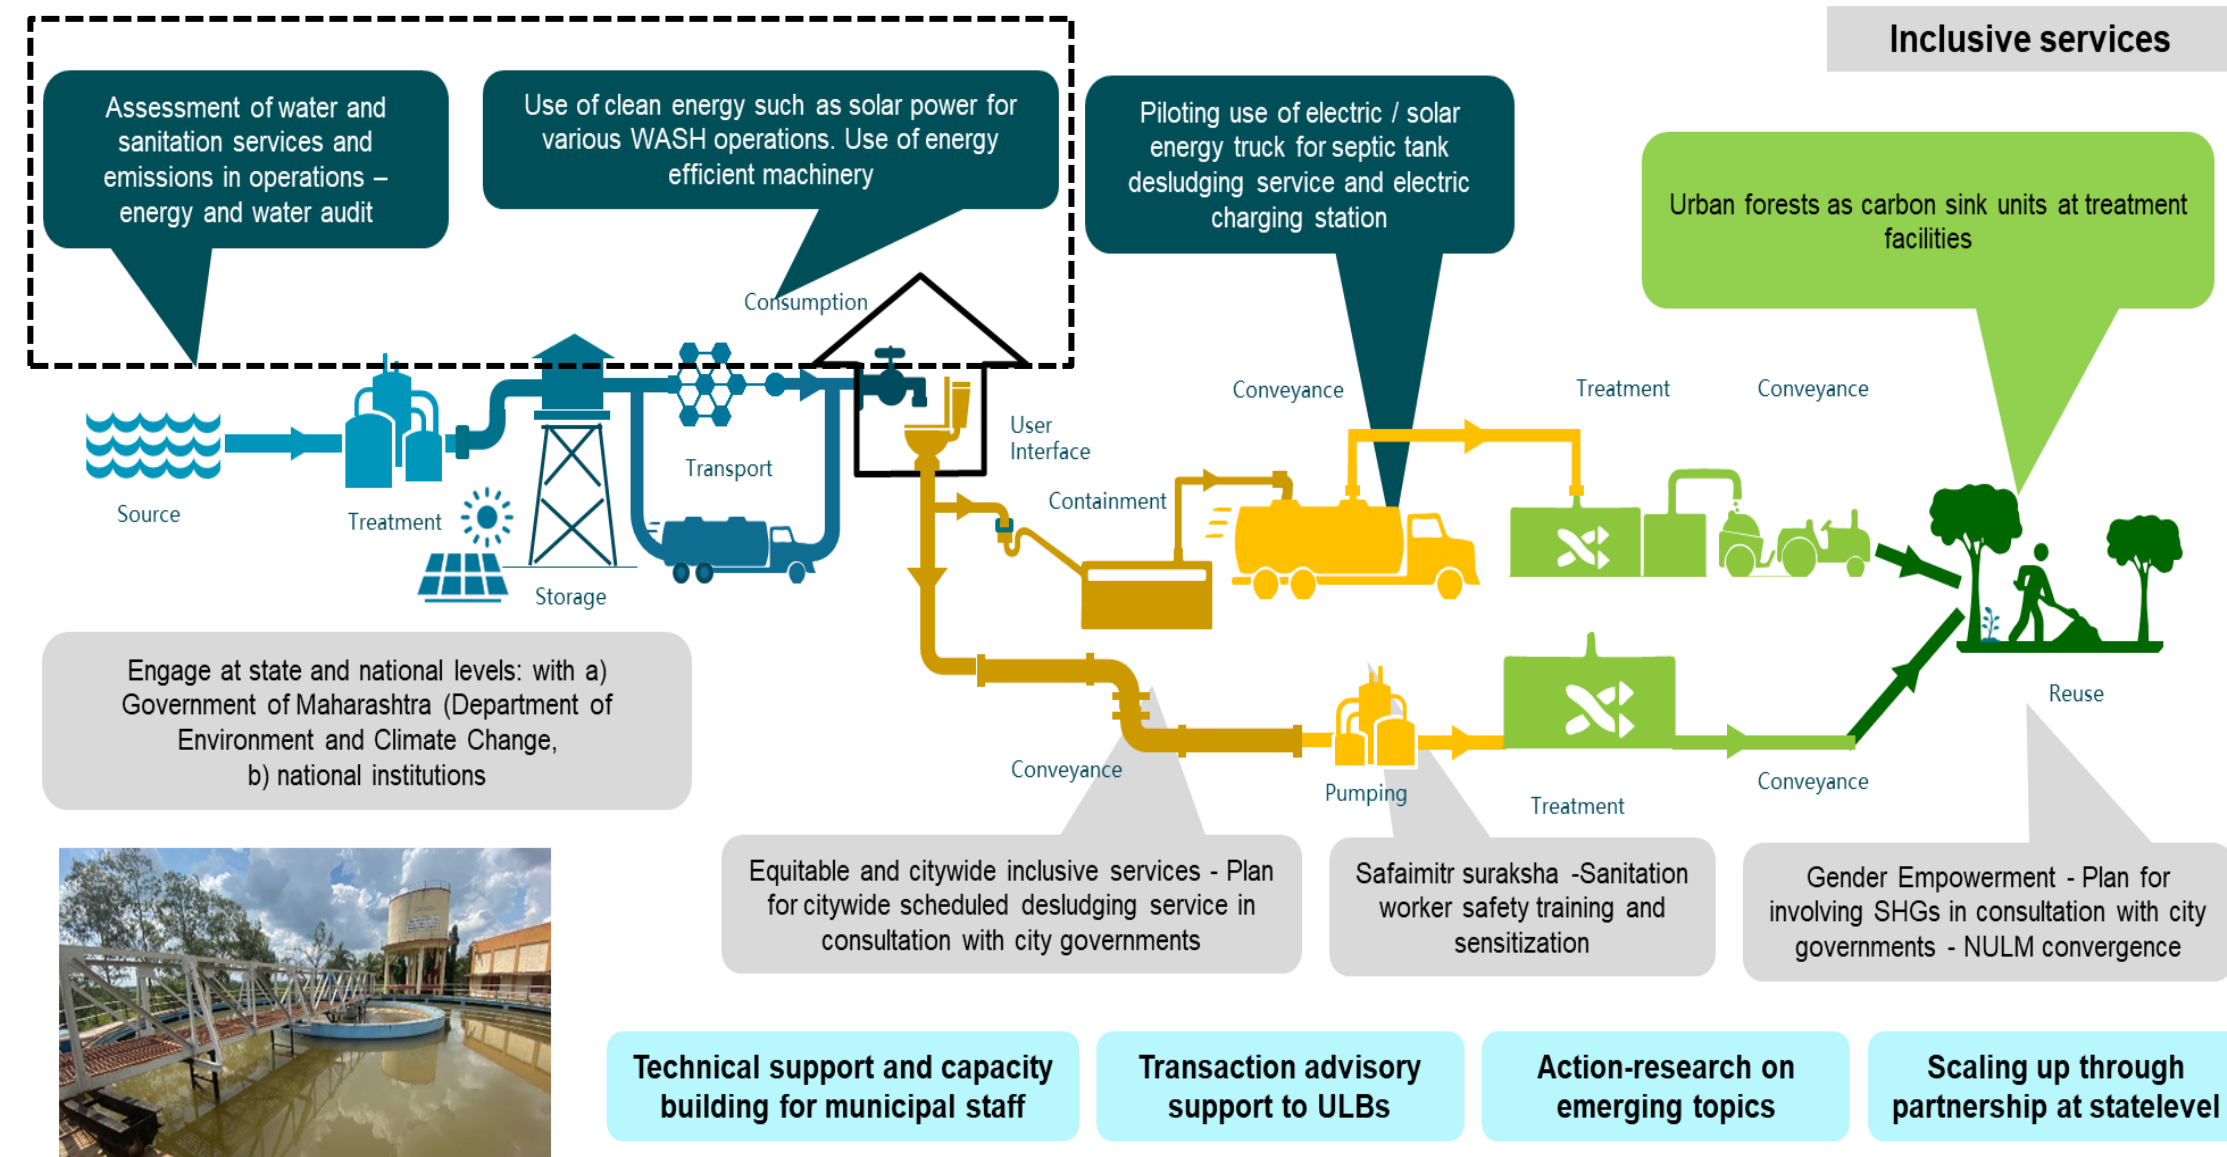 Inclusive services
Assessment of water and
sanitation services and
emissions in operations –
energy and water audit
Use of clean energy such as solar power for
various WASH operations. Use of energy
efficient machinery
Piloting use of electric / solar
energy truck for septic tank
desludging service and electric
charging station
Urban forests as carbon sink units at treatment
facilities
Consumption
Source
Treatment
Storage
Transport
User
Interface
Containment
Conveyance
Treatment
Conveyance
Reuse
Conveyance
Pumping
Treatment
Conveyance
Engage at state and national levels: with a)
Government of Maharashtra (Department of
Environment and Climate Change,
b) national institutions
Equitable and citywide inclusive services - Plan
for citywide scheduled desludging service in
consultation with city governments
Safaimitr suraksha -Sanitation
worker safety training and
sensitization
Gender Empowerment - Plan for
involving SHGs in consultation with city
governments - NULM convergence
Technical support and capacity
building for municipal staff
Transaction advisory
support to ULBs
Action-research on
emerging topics
Scaling up through
partnership at statelevel